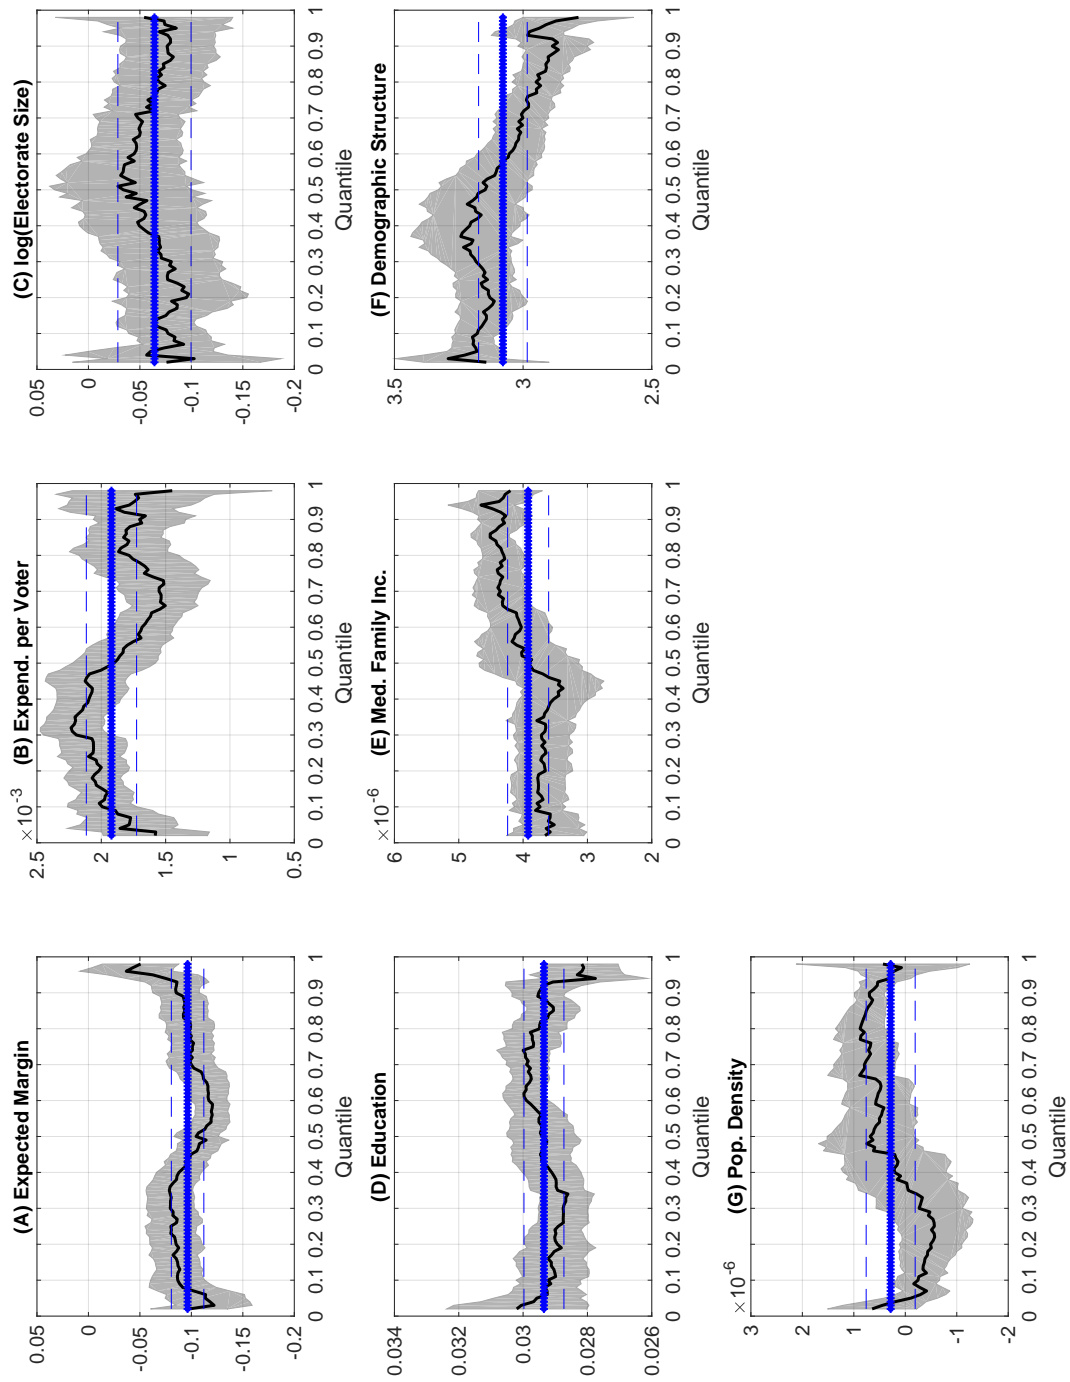 (A) Expected Margin
0.05
0
-0.05
-0.1
-0.15
-0.2
0 0.1 0.2 0.3 0.4 0.5 0.6 0.7 0.8 0.9 1
Quantile
(B) Expend. per Voter
×10-3
2.5
2
1.5
1
0.5
0 0.1 0.2 0.3 0.4 0.5 0.6 0.7 0.8 0.9 1
Quantile
(C) log(Electorate Size)
0.05
0
-0.05
-0.1
-0.15
-0.2
0 0.1 0.2 0.3 0.4 0.5 0.6 0.7 0.8 0.9 1
Quantile
(D) Education
0.034
0.032
0.03
0.028
0.026
0 0.1 0.2 0.3 0.4 0.5 0.6 0.7 0.8 0.9 1
Quantile
(E) Med. Family Inc.
×10-6
6
5
4
3
2
0 0.1 0.2 0.3 0.4 0.5 0.6 0.7 0.8 0.9 1
Quantile
(F) Demographic Structure
3.5
3
2.5
0 0.1 0.2 0.3 0.4 0.5 0.6 0.7 0.8 0.9 1
Quantile
(G) Pop. Density
×10-6
3
2
1
0
-1
-2
0 0.1 0.2 0.3 0.4 0.5 0.6 0.7 0.8 0.9 1
Quantile